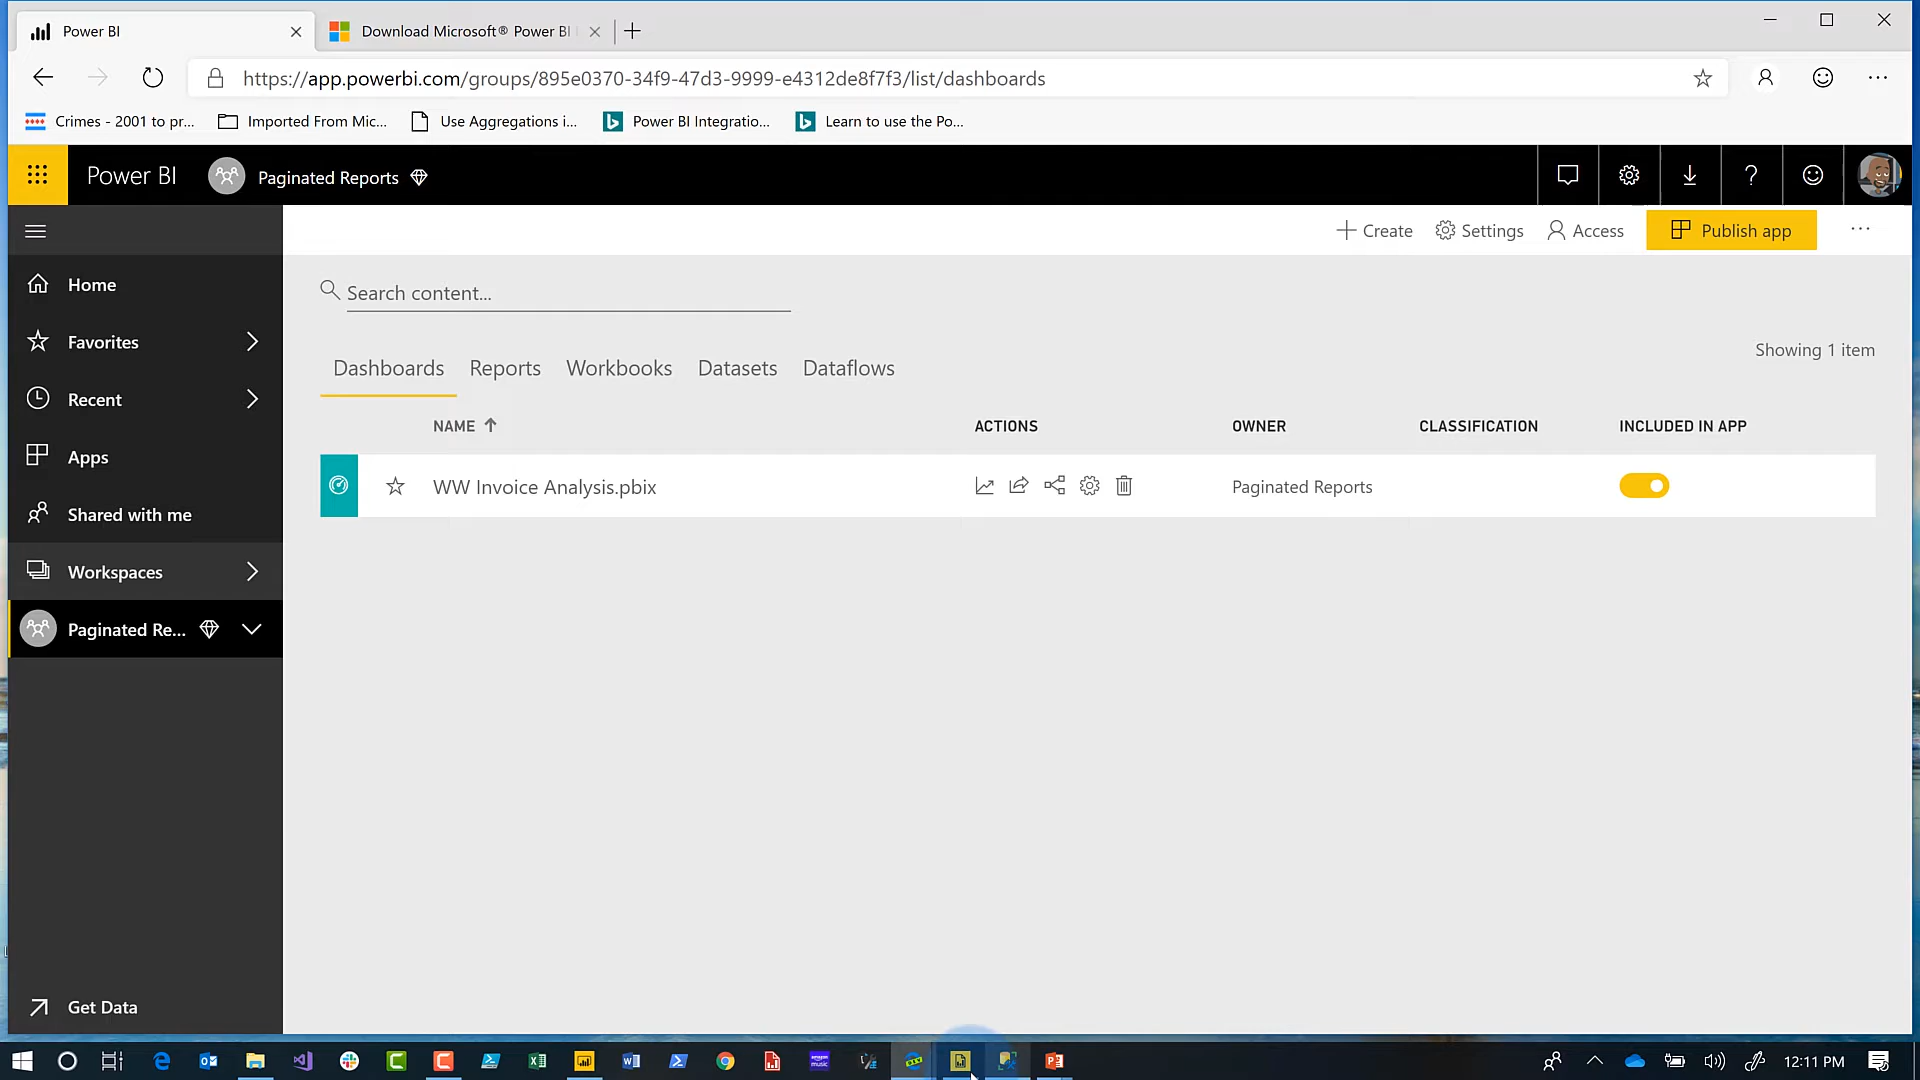 Power BI
Download Microsoft® Power BI
https://app.powerbi.com/groups/895e0370-34f9-47d3-9999-e4312de8f7f3/list/dashboards
Crimes - 2001 to pr...
Imported From Mic...
Use Aggregations i...
Power BI Integratio...
Learn to use the Po...
Power BI
Paginated Reports
Create
Settings
Access
Publish app
Home
Favorites
Recent
Apps
Shared with me
Workspaces
Paginated Re...
Get Data
Search content...
Showing 1 item
Dashboards Reports Workbooks Datasets Dataflows
NAME ACTIONS OWNER CLASSIFICATION INCLUDED IN APP
WW Invoice Analysis.pbix Paginated Reports
12:11 PM